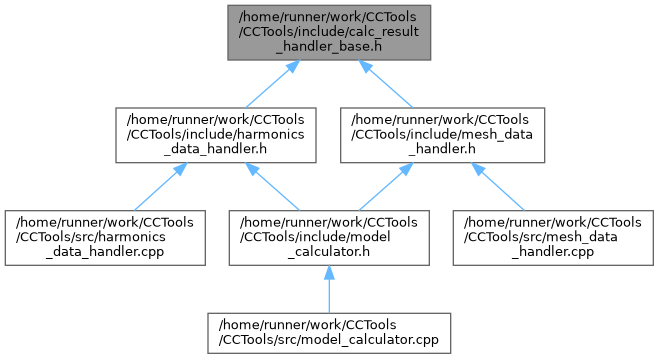 /home/runner/work/CCTools
/CCTools/include/calc_result
_handler_base.h
/home/runner/work/CCTools
/CCTools/include/harmonics
_data_handler.h
/home/runner/work/CCTools
/CCTools/include/mesh_data
_handler.h
/home/runner/work/CCTools
/CCTools/src/harmonics
_data_handler.cpp
/home/runner/work/CCTools
/CCTools/include/model
_calculator.h
/home/runner/work/CCTools
/CCTools/src/mesh_data
_handler.cpp
/home/runner/work/CCTools
/CCTools/src/model_calculator.cpp